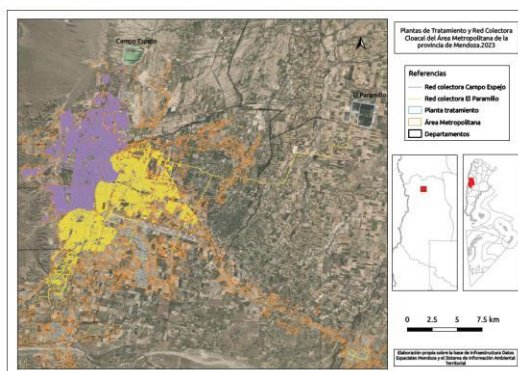 Campo Espejo
El Paramillo
Plantas de Tratamiento y Red Colectora
Cloacal del Área Metropolitana de la
provincia de Mendoza.2023
Referencias
Red colectora Campo Espejo
Red colectora El Paramillo
Planta tratamiento
Área Metropolitana
Departamentos
0 2.5 5 7.5 km
Elaboración propia sobre la base de Infraestructura Datos
Espaciales Mendoza y el Sistema de Información Ambiental
Territorial